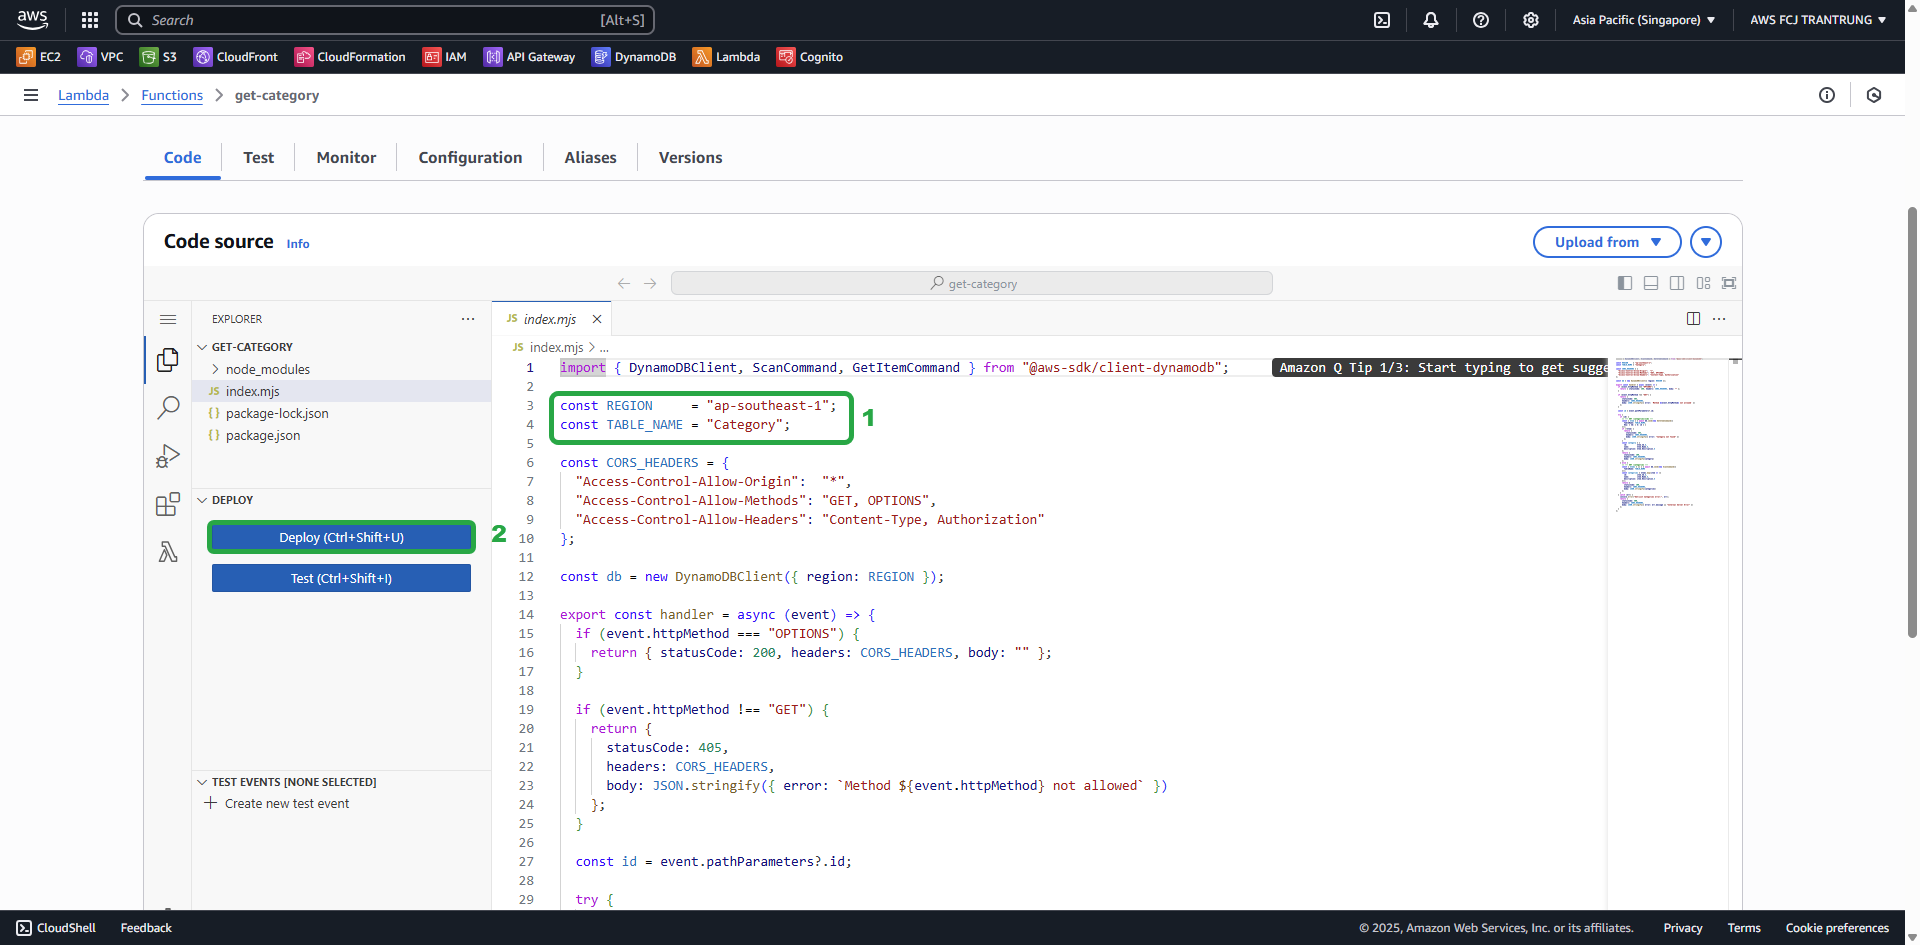 aws Search [Alt+S] Asia Pacific (Singapore) AWS FCJ TRANTRUNG
EC2 VPC S3 CloudFront CloudFormation IAM API Gateway DynamoDB Lambda Cognito
Lambda > Functions > get-category
Code Test Monitor Configuration Aliases Versions
Code source Info Upload from
get-category
EXPLORER ...
JS index.mjs
GET-CATEGORY
node_modules
JS index.mjs
{} package-lock.json
{} package.json
DEPLOY
Deploy (Ctrl+Shift+U)
2
Test (Ctrl+Shift+I)
TEST EVENTS [NONE SELECTED]
Create new test event
JS index.mjs > ...
1 import { DynamoDBClient, ScanCommand, GetItemCommand } from "@aws-sdk/client-dynamodb"; Amazon Q Tip 1/3: Start typing to get sugge
2
3 const REGION     = "ap-southeast-1";
1
4 const TABLE_NAME = "Category";
5
6 const CORS_HEADERS = {
7   "Access-Control-Allow-Origin":  "*",
8   "Access-Control-Allow-Methods": "GET, OPTIONS",
9   "Access-Control-Allow-Headers": "Content-Type, Authorization"
10 };
11
12 const db = new DynamoDBClient({ region: REGION });
13
14 export const handler = async (event) => {
15   if (event.httpMethod === "OPTIONS") {
16     return { statusCode: 200, headers: CORS_HEADERS, body: "" };
17   }
18
19   if (event.httpMethod !== "GET") {
20     return {
21       statusCode: 405,
22       headers: CORS_HEADERS,
23       body: JSON.stringify({ error: `Method ${event.httpMethod} not allowed` })
24     };
25   }
26
27   const id = event.pathParameters?.id;
28
29   try {
CloudShell Feedback © 2025, Amazon Web Services, Inc. or its affiliates. Privacy Terms Cookie preferences